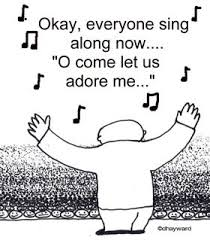 Okay, everyone sing
along now....
"O come let us
adore me..."
©dhayward